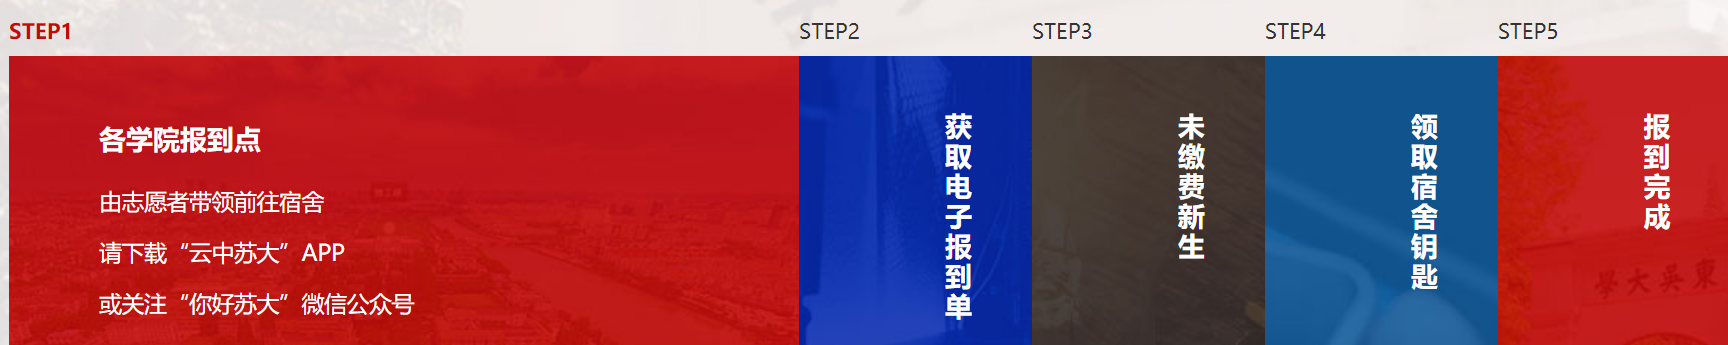 STEP1
各学院报到点
由志愿者带领前往宿舍
请下载“云中苏大”APP
或关注“你好苏大”微信公众号
STEP2
获取电子报到单
STEP3
未缴费新生
STEP4
领取宿舍钥匙
STEP5
报到完成
學大吳東